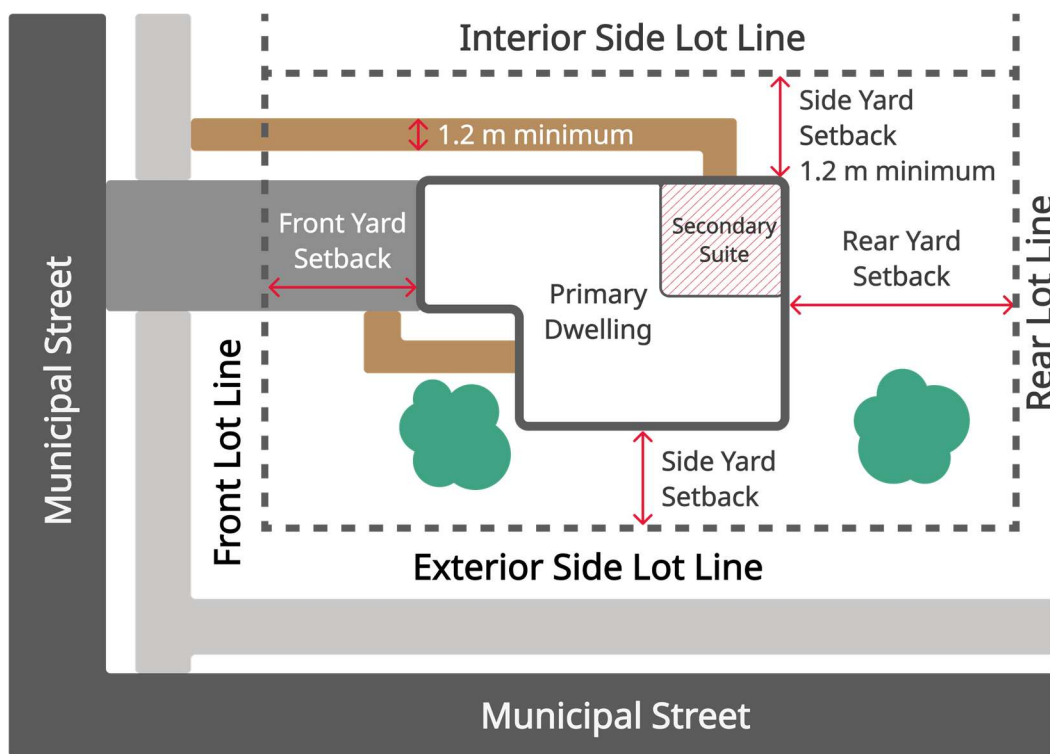 Interior Side Lot Line
Side Yard
Setback
1.2 m minimum
1.2 m minimum
Front Yard
Setback
Secondary
Suite
Primary
Dwelling
Rear Yard
Setback
Rear Lot Line
Municipal Street
Front Lot Line
Side Yard
Setback
Exterior Side Lot Line
Municipal Street